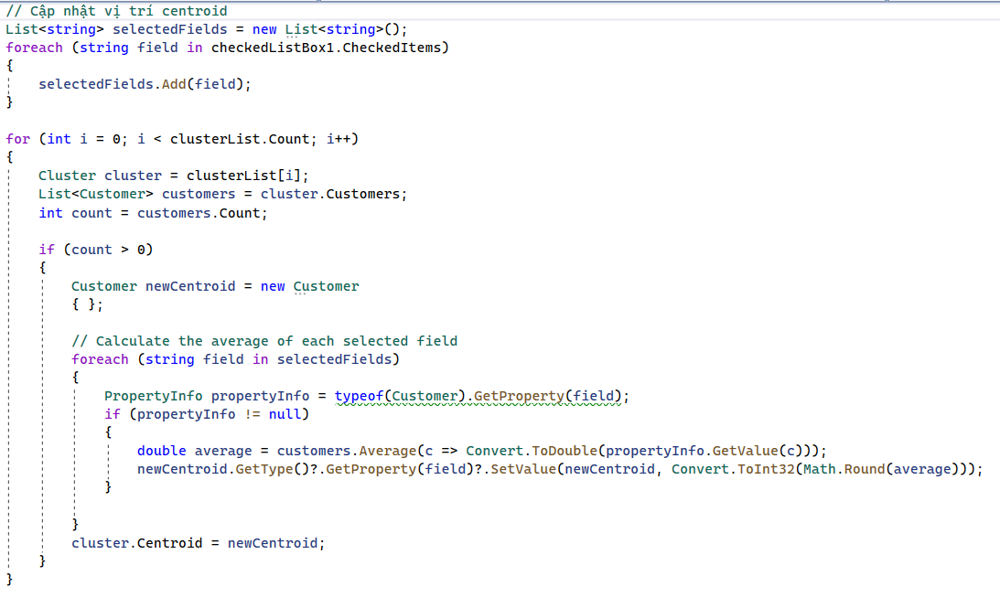 // Cập nhật vị trí centroid
List<string> selectedFields = new List<string>();
foreach (string field in checkedListBox1.CheckedItems)
{
    selectedFields.Add(field);
}

for (int i = 0; i < clusterList.Count; i++)
{
    Cluster cluster = clusterList[i];
    List<Customer> customers = cluster.Customers;
    int count = customers.Count;

    if (count > 0)
    {
        Customer newCentroid = new Customer
        { };

        // Calculate the average of each selected field
        foreach (string field in selectedFields)
        {
            PropertyInfo propertyInfo = typeof(Customer).GetProperty(field);
            if (propertyInfo != null)
            {
                double average = customers.Average(c => Convert.ToDouble(propertyInfo.GetValue(c)));
                newCentroid.GetType()?.GetProperty(field)?.SetValue(newCentroid, Convert.ToInt32(Math.Round(average)));
            }

        }
        cluster.Centroid = newCentroid;
    }
}